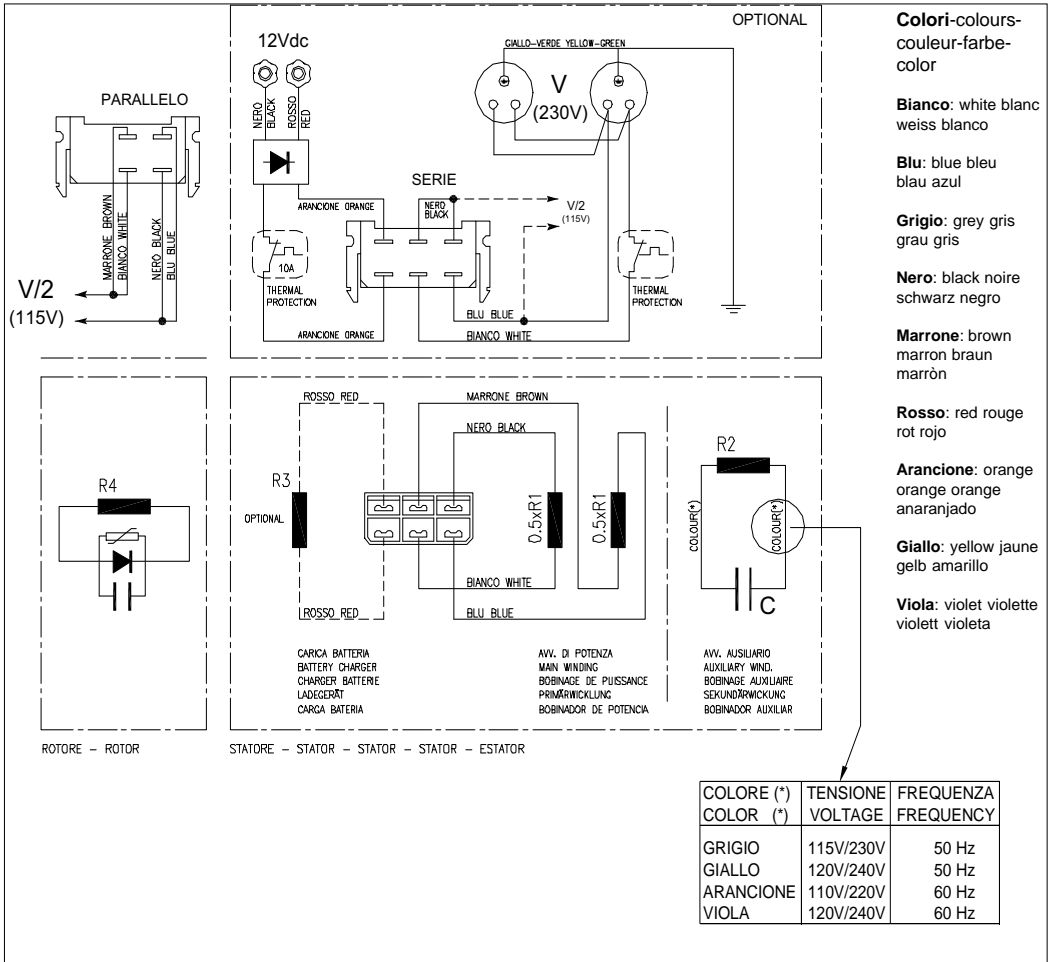 OPTIONAL
12Vdc
NERO
BLACK
ROSSO
RED
GIALLO-VERDE YELLOW-GREEN
V
(230V)
PARALLELO
MARRONE BROWN
BIANCO WHITE
NERO BLACK
BLU BLUE
V/2
(115V)
SERIE
ARANCIONE ORANGE
NERO
BLACK
V/2
(115V)
10A
THERMAL
PROTECTION
THERMAL
PROTECTION
BLU BLUE
ARANCIONE ORANGE
BIANCO WHITE
R4
ROTORE - ROTOR
ROSSO RED
MARRONE BROWN
NERO BLACK
R3
OPTIONAL
0.5xR1
0.5xR1
BIANCO WHITE
ROSSO RED
BLU BLUE
R2
COLOUR(*)
COLOUR(*)
C
CARICA BATTERIA
BATTERY CHARGER
CHARGER BATTERIE
LADEGERÄT
CARGA BATERIA
AVV. DI POTENZA
MAIN WINDING
BOBINAGE DE PUISSANCE
PRIMÄRWICKLUNG
BOBINADOR DE POTENCIA
AVV. AUSILIARIO
AUXILIARY WIND.
BOBINAGE AUXILIAIRE
SEKUNDÄRWICKUNG
BOBINADOR AUXILIAR
STATORE - STATOR - STATOR - STATOR - ESTATOR
Colori-colours-
couleur-farbe-
color
Bianco: white blanc
weiss blanco
Blu: blue bleu
blau azul
Grigio: grey gris
grau gris
Nero: black noire
schwarz negro
Marrone: brown
marron braun
marròn
Rosso: red rouge
rot rojo
Arancione: orange
orange orange
anaranjado
Giallo: yellow jaune
gelb amarillo
Viola: violet violette
violett violeta
COLORE (*) TENSIONE FREQUENZA
COLOR (*) VOLTAGE FREQUENCY
GRIGIO 115V/230V 50 Hz
GIALLO 120V/240V 50 Hz
ARANCIONE 110V/220V 60 Hz
VIOLA 120V/240V 60 Hz